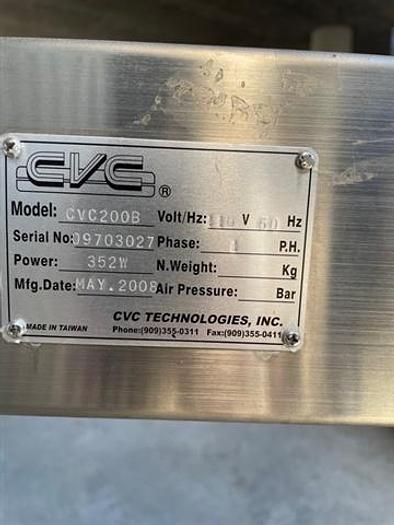 CVC ®
Model: CVC200B Volt/Hz: 110 V 60 Hz
Serial No: 09703027 Phase: 1 P.H.
Power: 352W N.Weight: Kg
Mfg.Date: MAY.2008 Air Pressure: Bar
CVC TECHNOLOGIES, INC.
MADE IN TAIWAN Phone:(909)355-0311 Fax:(909)355-0411